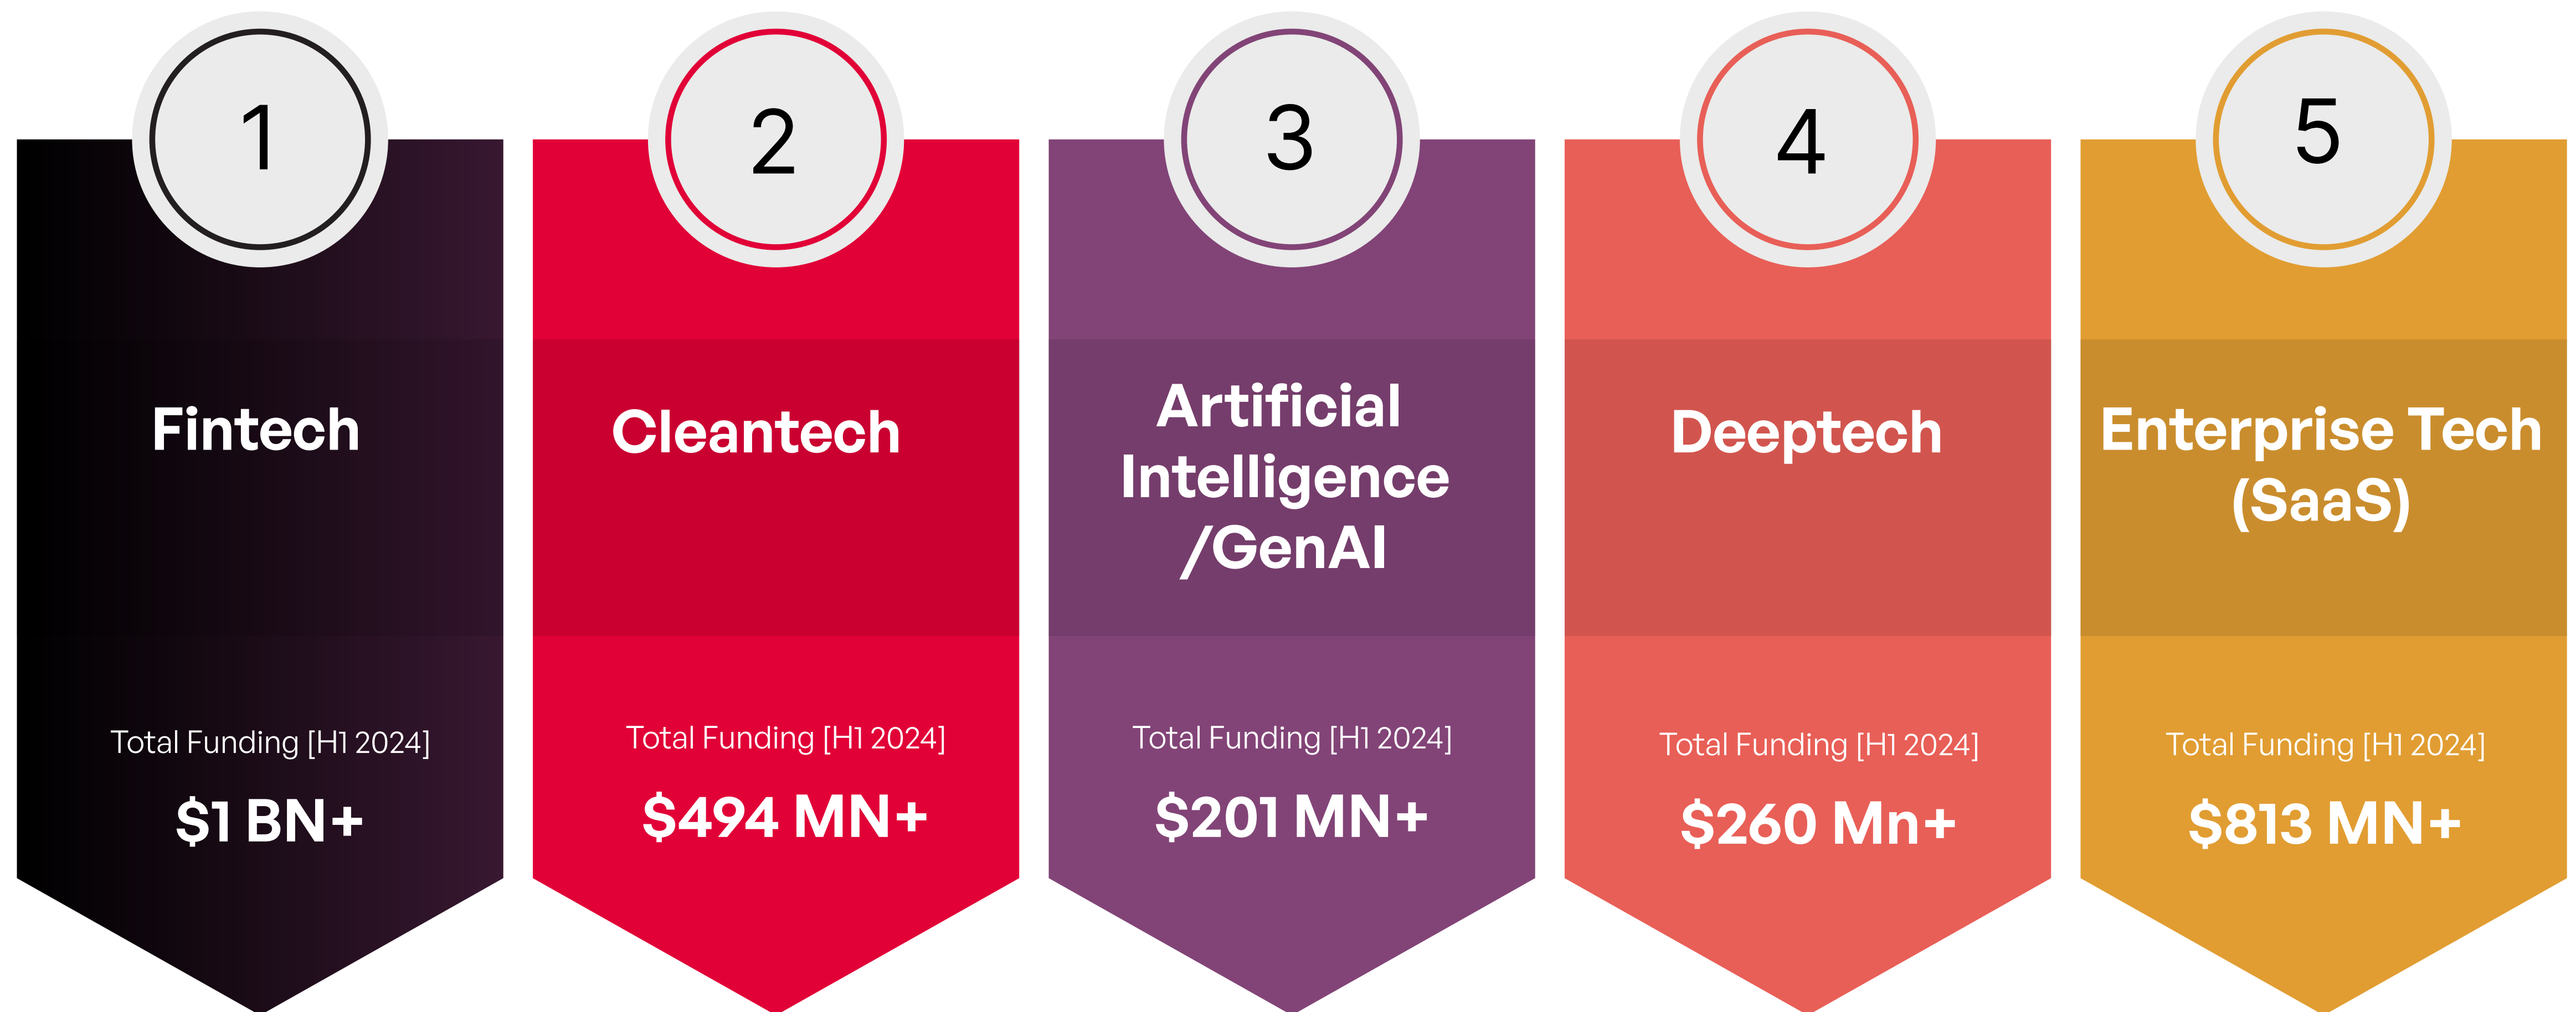 1
Fintech
Total Funding [H1 2024]
$1 BN+
2
Cleantech
Total Funding [H1 2024]
$494 MN+
3
Artificial
Intelligence
/GenAI
Total Funding [H1 2024]
$201 MN+
4
Deeptech
Total Funding [H1 2024]
$260 Mn+
5
Enterprise Tech
(SaaS)
Total Funding [H1 2024]
$813 MN+